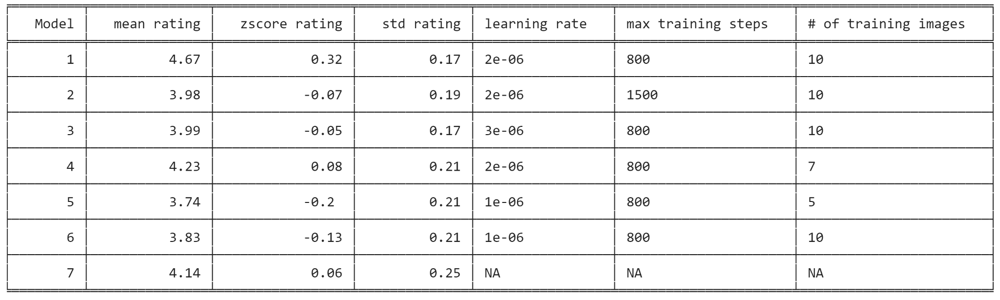 Model mean rating zscore rating std rating learning rate max training steps # of training images
1 4.67 0.32 0.17 2e-06 800 10
2 3.98 -0.07 0.19 2e-06 1500 10
3 3.99 -0.05 0.17 3e-06 800 10
4 4.23 0.08 0.21 2e-06 800 7
5 3.74 -0.2 0.21 1e-06 800 5
6 3.83 -0.13 0.21 1e-06 800 10
7 4.14 0.06 0.25 NA NA NA